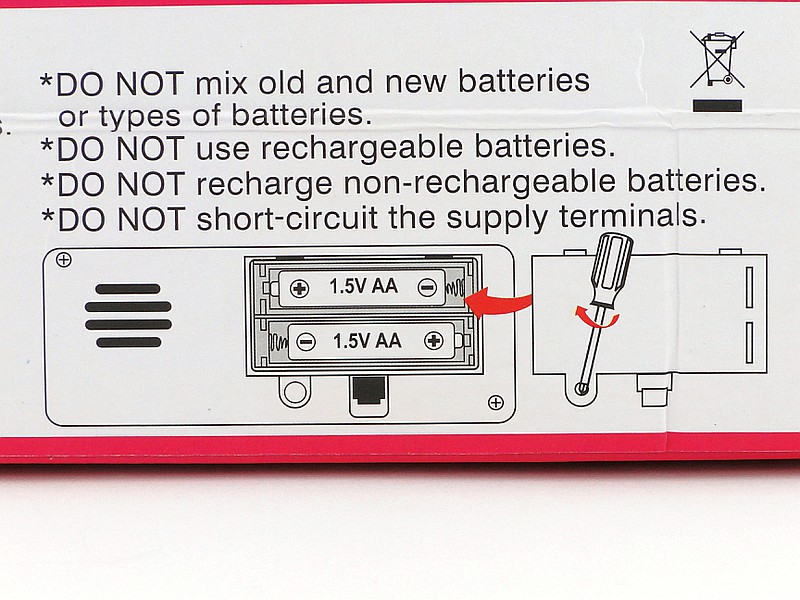 *DO NOT mix old and new batteries
or types of batteries.
*DO NOT use rechargeable batteries.
*DO NOT recharge non-rechargeable batteries.
*DO NOT short-circuit the supply terminals.
1.5V AA
1.5V AA